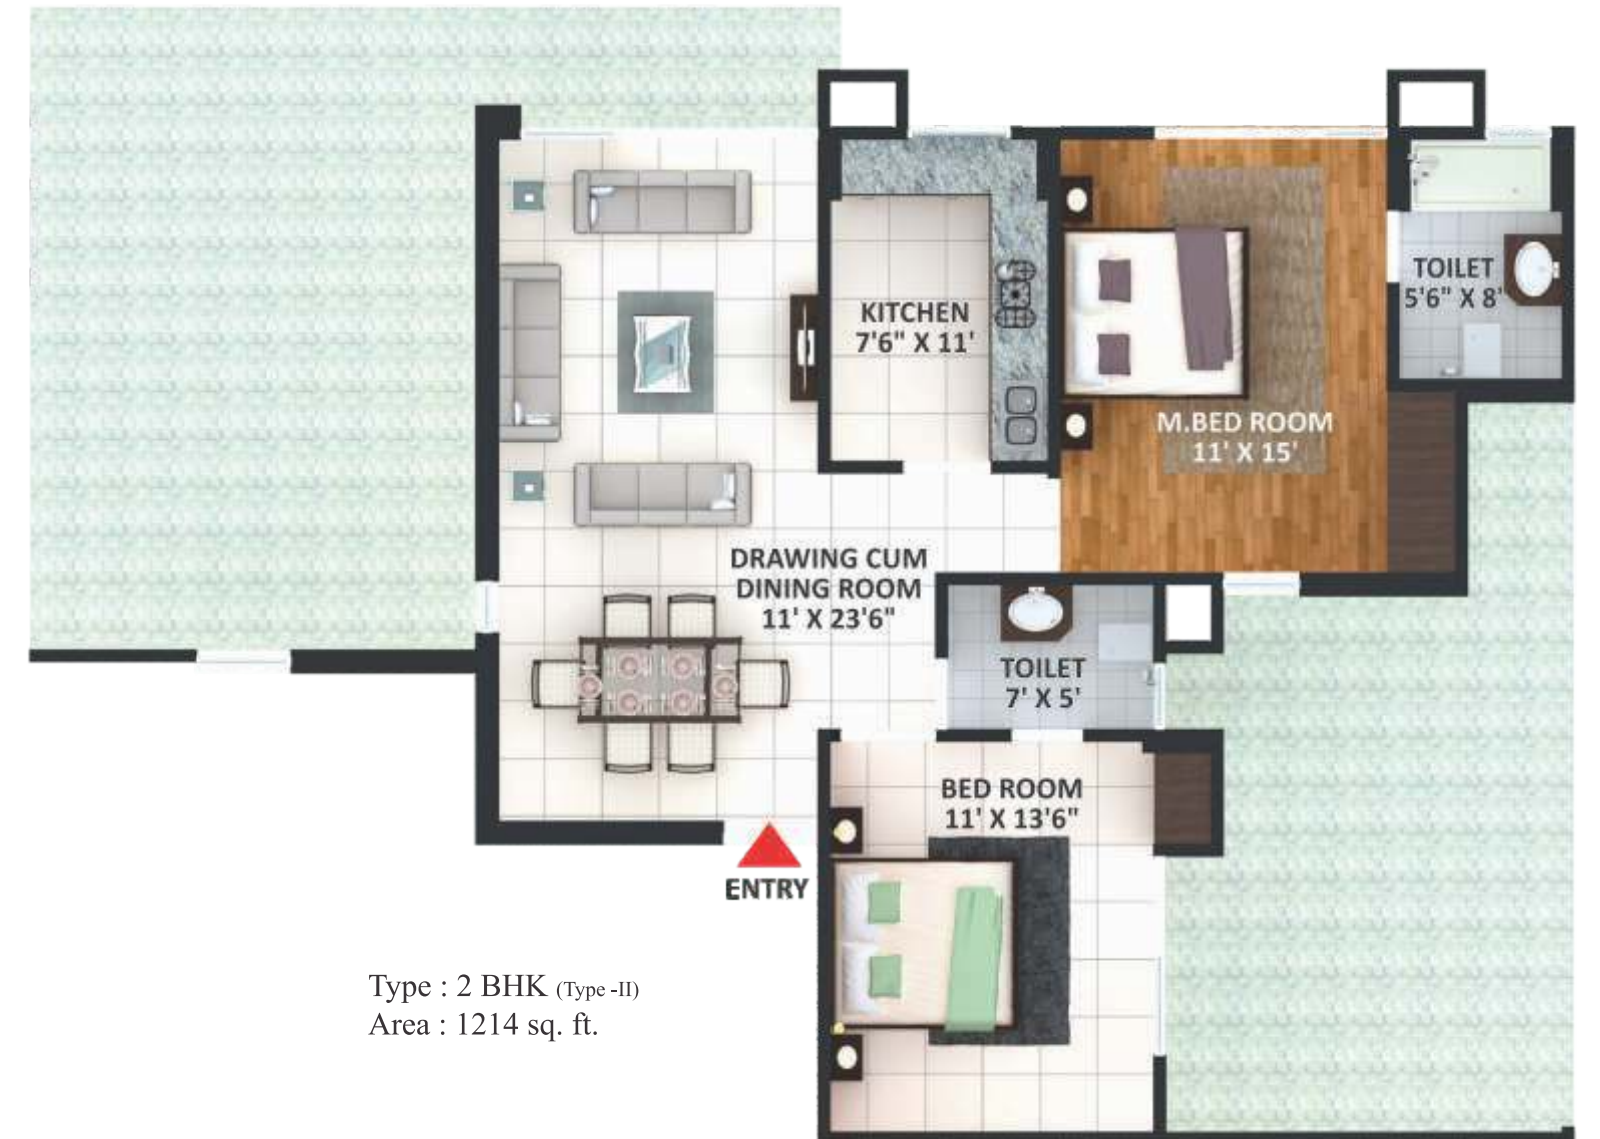 KITCHEN
7'6" X 11'
TOILET
5'6" X 8'
M.BED ROOM
11' X 15'
DRAWING CUM
DINING ROOM
11' X 23'6"
TOILET
7' X 5'
BED ROOM
11' X 13'6"
ENTRY
Type : 2 BHK (Type -II)
Area : 1214 sq. ft.